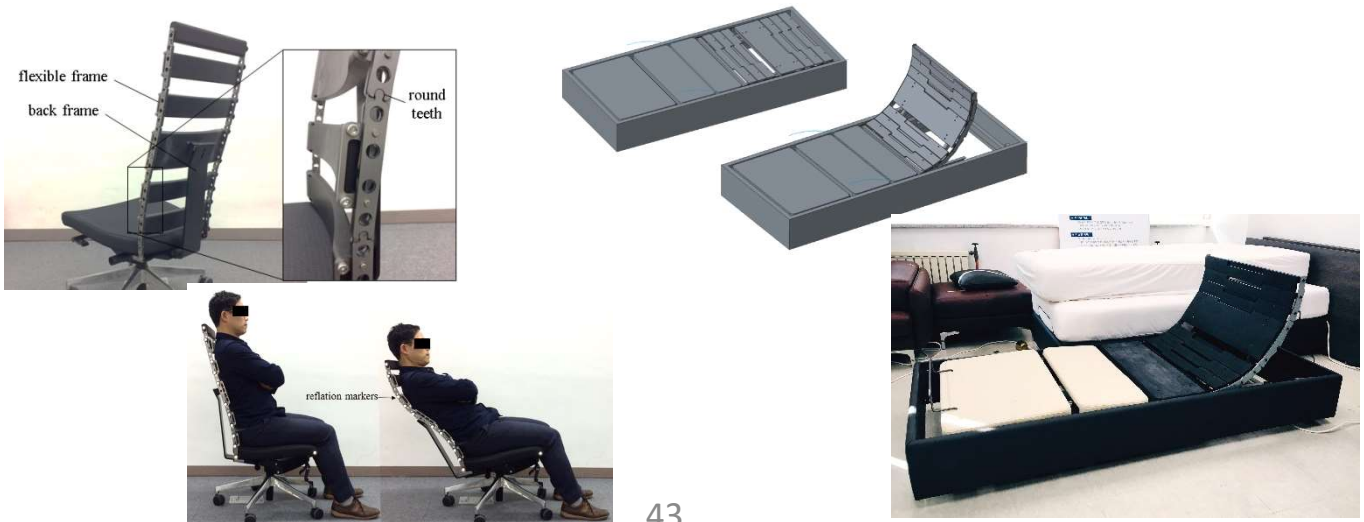 flexible frame
back frame
round
teeth
reflation markers
43